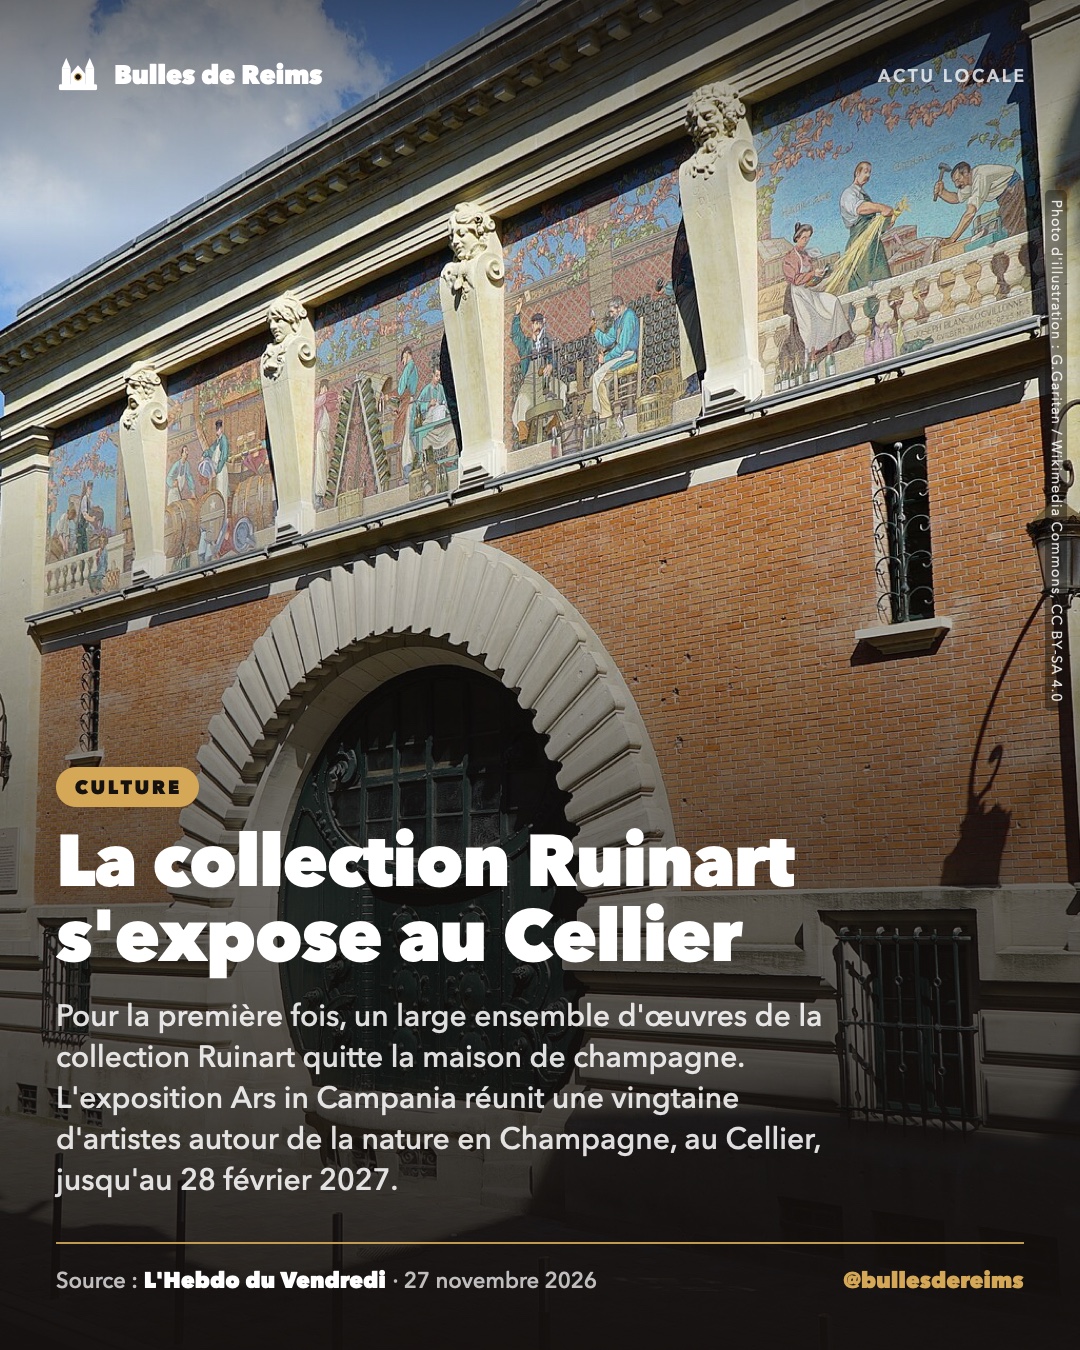 Bulles de Reims
ACTU LOCALE
Photo d'illustration : G.Garitan / Wikimedia Commons, CC BY-SA 4.0
CULTURE
La collection Ruinart
s'expose au Cellier
Pour la première fois, un large ensemble d'œuvres de la
collection Ruinart quitte la maison de champagne.
L'exposition Ars in Campania réunit une vingtaine
d'artistes autour de la nature en Champagne, au Cellier,
jusqu'au 28 février 2027.
Source : L'Hebdo du Vendredi · 27 novembre 2026
@bullesdereims